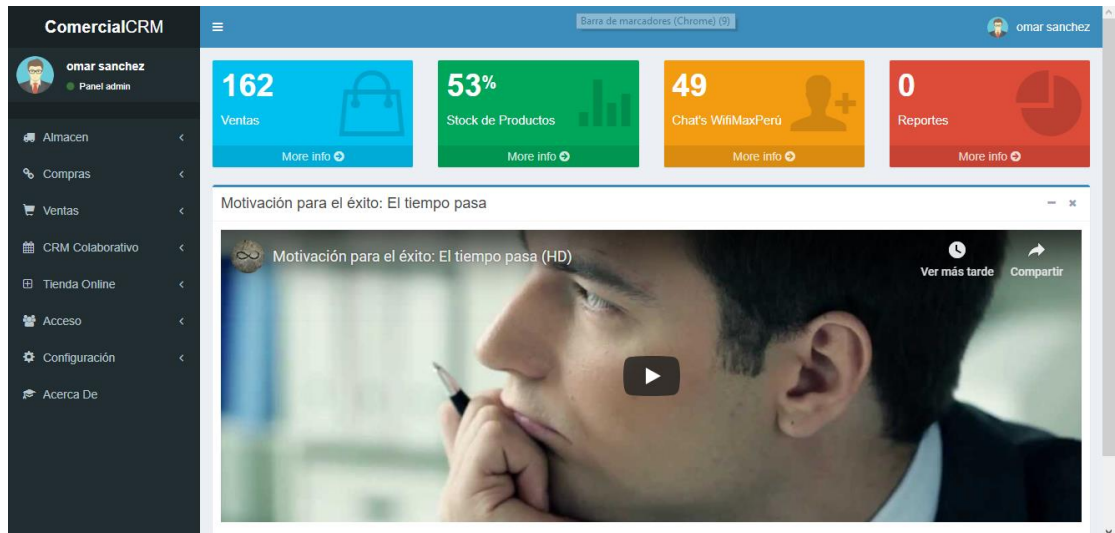 ComercialCRM
Barra de marcadores (Chrome) (9)
omar sanchez
omar sanchez
Panel admin
Almacen
Compras
Ventas
CRM Colaborativo
Tienda Online
Acceso
Configuración
Acerca De
162
Ventas
More info
53%
Stock de Productos
More info
49
Chat's WifiMaxPerú
More info
0
Reportes
More info
Motivación para el éxito: El tiempo pasa
Motivación para el éxito: El tiempo pasa (HD)
Ver más tarde
Compartir